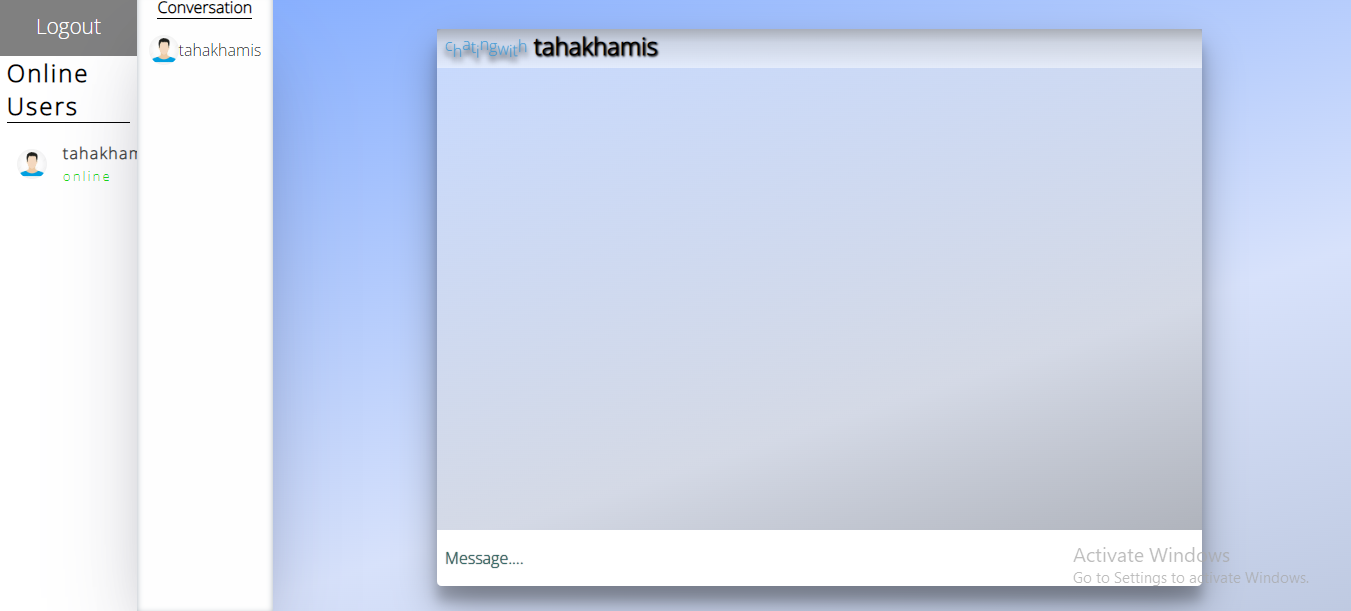 Logout
Online
Users
tahakham
online
Conversation
tahakhamis
chatingwith tahakhamis
Message....
Activate Windows
Go to Settings to activate Windows.